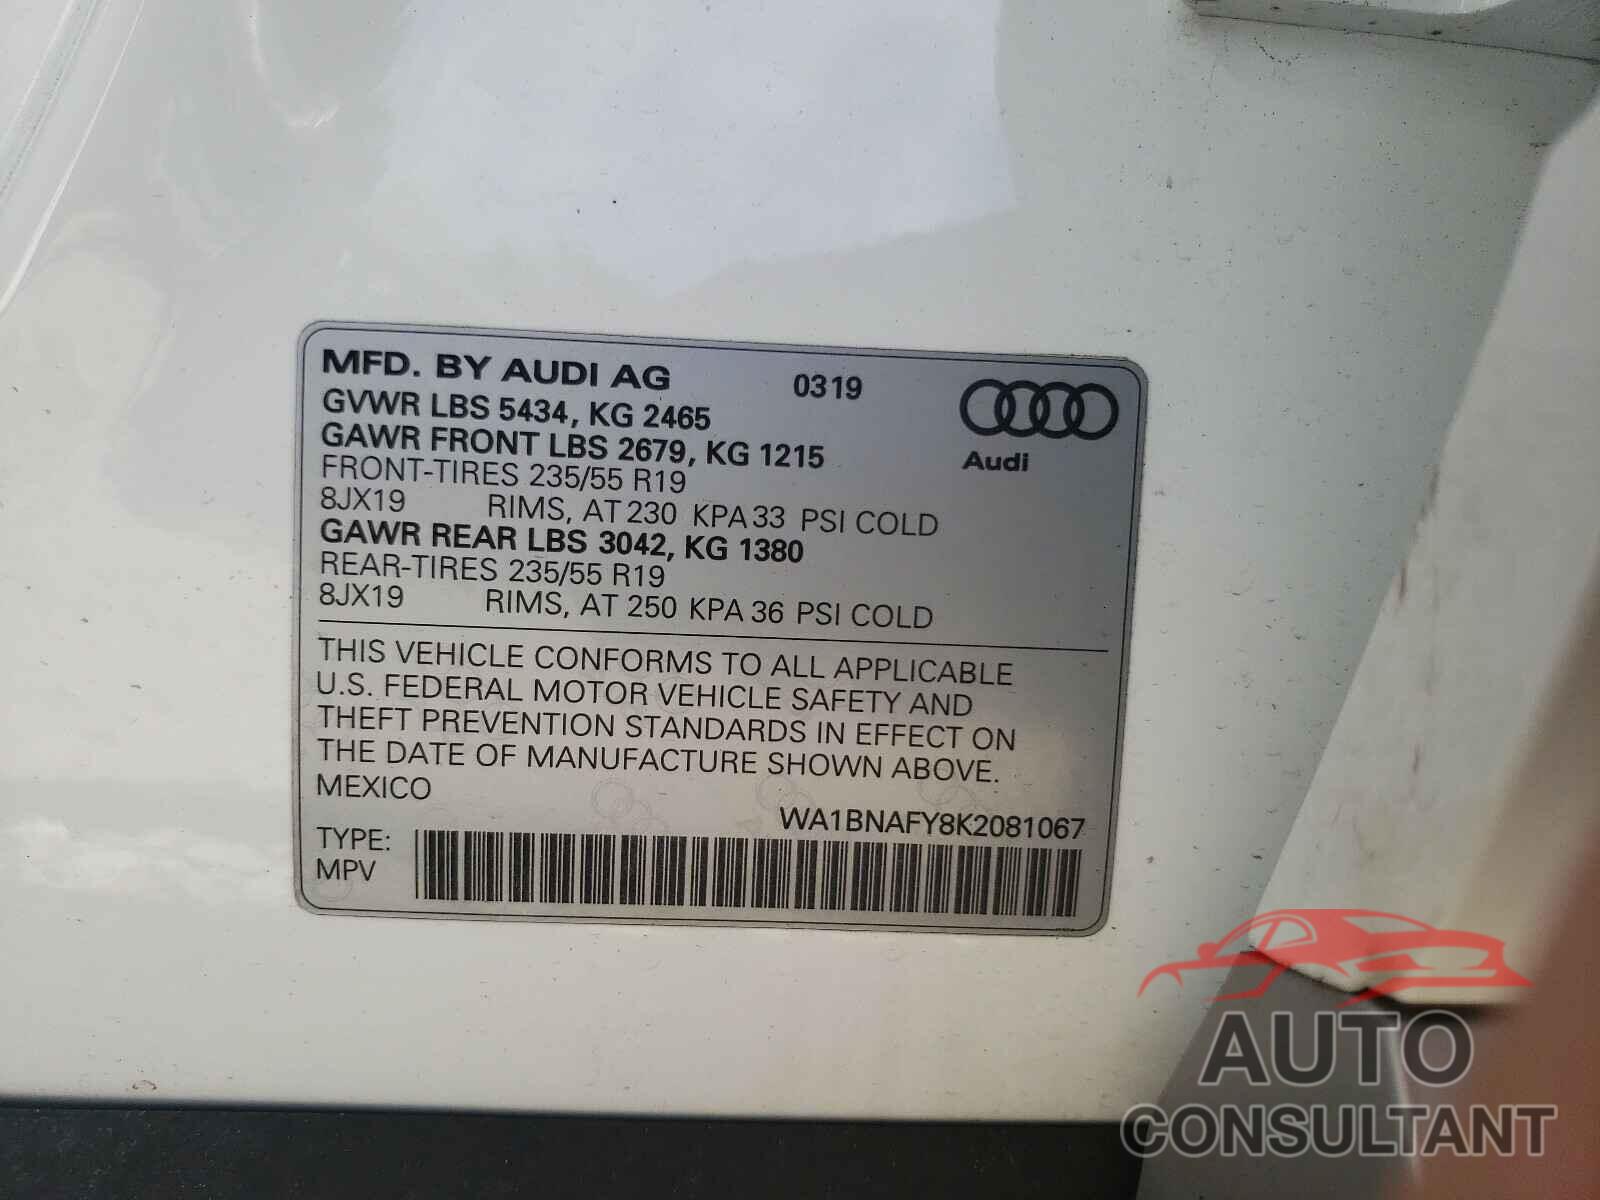 MFD. BY AUDI AG 0319
GVWR LBS 5434, KG 2465
GAWR FRONT LBS 2679, KG 1215
Audi
FRONT-TIRES 235/55 R19
8JX19 RIMS, AT 230 KPA 33 PSI COLD
GAWR REAR LBS 3042, KG 1380
REAR-TIRES 235/55 R19
8JX19 RIMS, AT 250 KPA 36 PSI COLD
THIS VEHICLE CONFORMS TO ALL APPLICABLE
U.S. FEDERAL MOTOR VEHICLE SAFETY AND
THEFT PREVENTION STANDARDS IN EFFECT ON
THE DATE OF MANUFACTURE SHOWN ABOVE.
MEXICO
WA1BNAFY8K2081067
TYPE:
MPV
AUTO
CONSULTANT